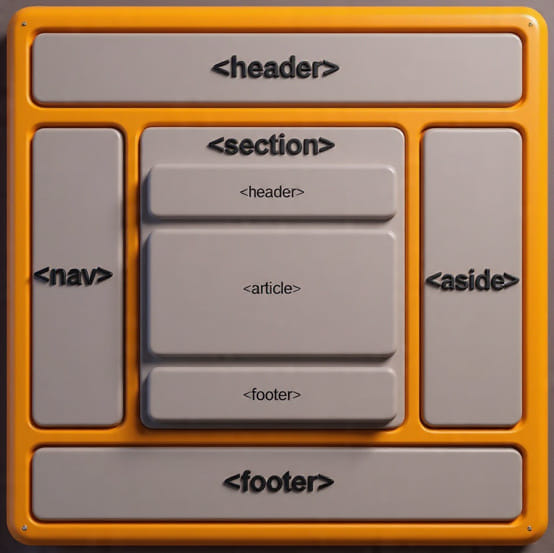 <header>
<section>
<header>
<nav>
<article>
<aside>
<footer>
<footer>